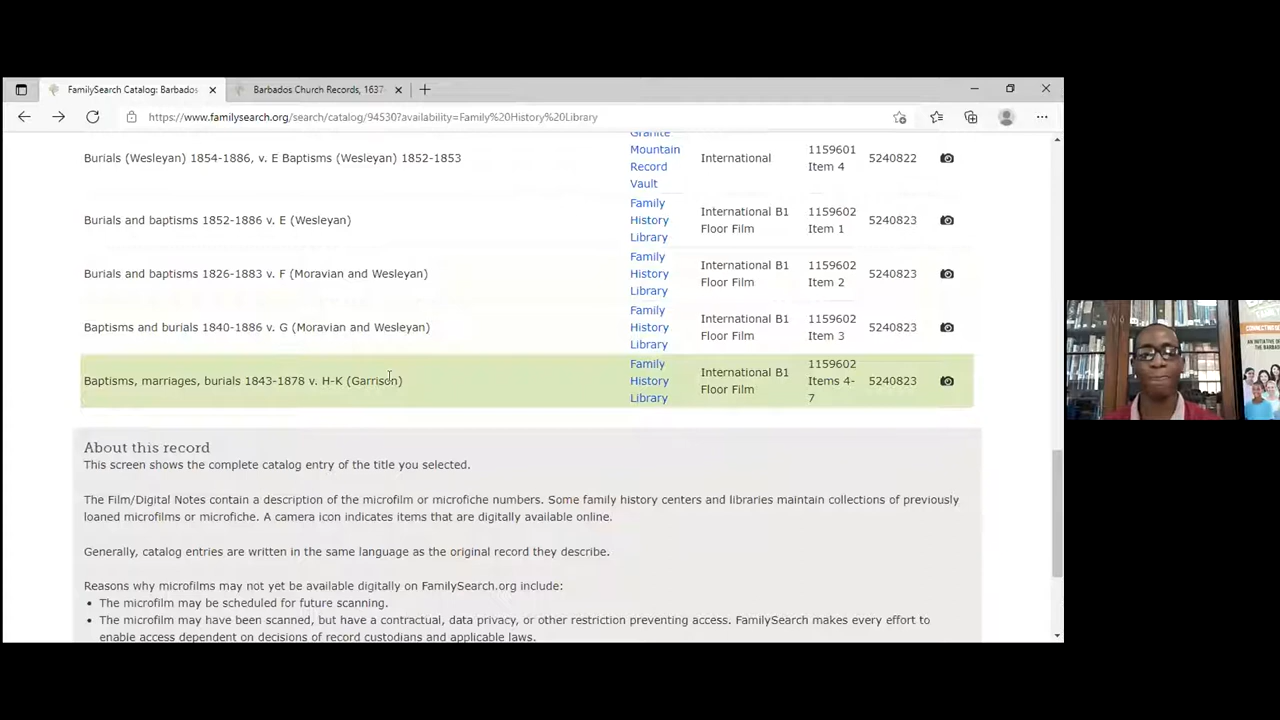 FamilySearch Catalog: Barbados
Barbados Church Records, 1637-
https://www.familysearch.org/search/catalog/94530?availability=Family%20History%20Library
Granite
Mountain
Record
Vault
Burials (Wesleyan) 1854-1886, v. E Baptisms (Wesleyan) 1852-1853
International
1159601
Item 4
5240822
Burials and baptisms 1852-1886 v. E (Wesleyan)
Family
History
Library
International B1
Floor Film
1159602
Item 1
5240823
Burials and baptisms 1826-1883 v. F (Moravian and Wesleyan)
Family
History
Library
International B1
Floor Film
1159602
Item 2
5240823
Baptisms and burials 1840-1886 v. G (Moravian and Wesleyan)
Family
History
Library
International B1
Floor Film
1159602
Item 3
5240823
Baptisms, marriages, burials 1843-1878 v. H-K (Garrison)
Family
History
Library
International B1
Floor Film
1159602
Items 4-
7
5240823
About this record
This screen shows the complete catalog entry of the title you selected.
The Film/Digital Notes contain a description of the microfilm or microfiche numbers. Some family history centers and libraries maintain collections of previously
loaned microfilms or microfiche. A camera icon indicates items that are digitally available online.
Generally, catalog entries are written in the same language as the original record they describe.
Reasons why microfilms may not yet be available digitally on FamilySearch.org include:
• The microfilm may be scheduled for future scanning.
• The microfilm may have been scanned, but have a contractual, data privacy, or other restriction preventing access. FamilySearch makes every effort to
enable access dependent on decisions of record custodians and applicable laws.